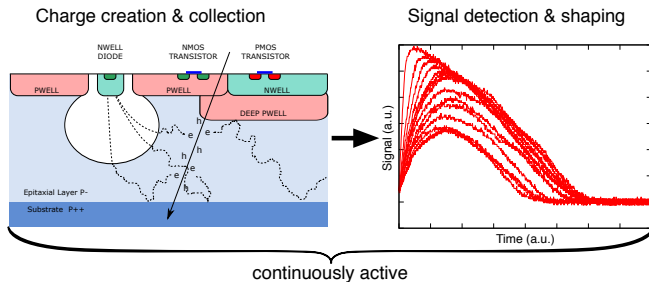 Charge creation & collection
Signal detection & shaping
NWELL
DIODE
NMOS
TRANSISTOR
PMOS
TRANSISTOR
PWELL
PWELL
NWELL
DEEP PWELL
h
e
e
h
h
e
e
h
Epitaxial Layer P-
Substrate P++
Signal (a.u.)
Time (a.u.)
continuously active